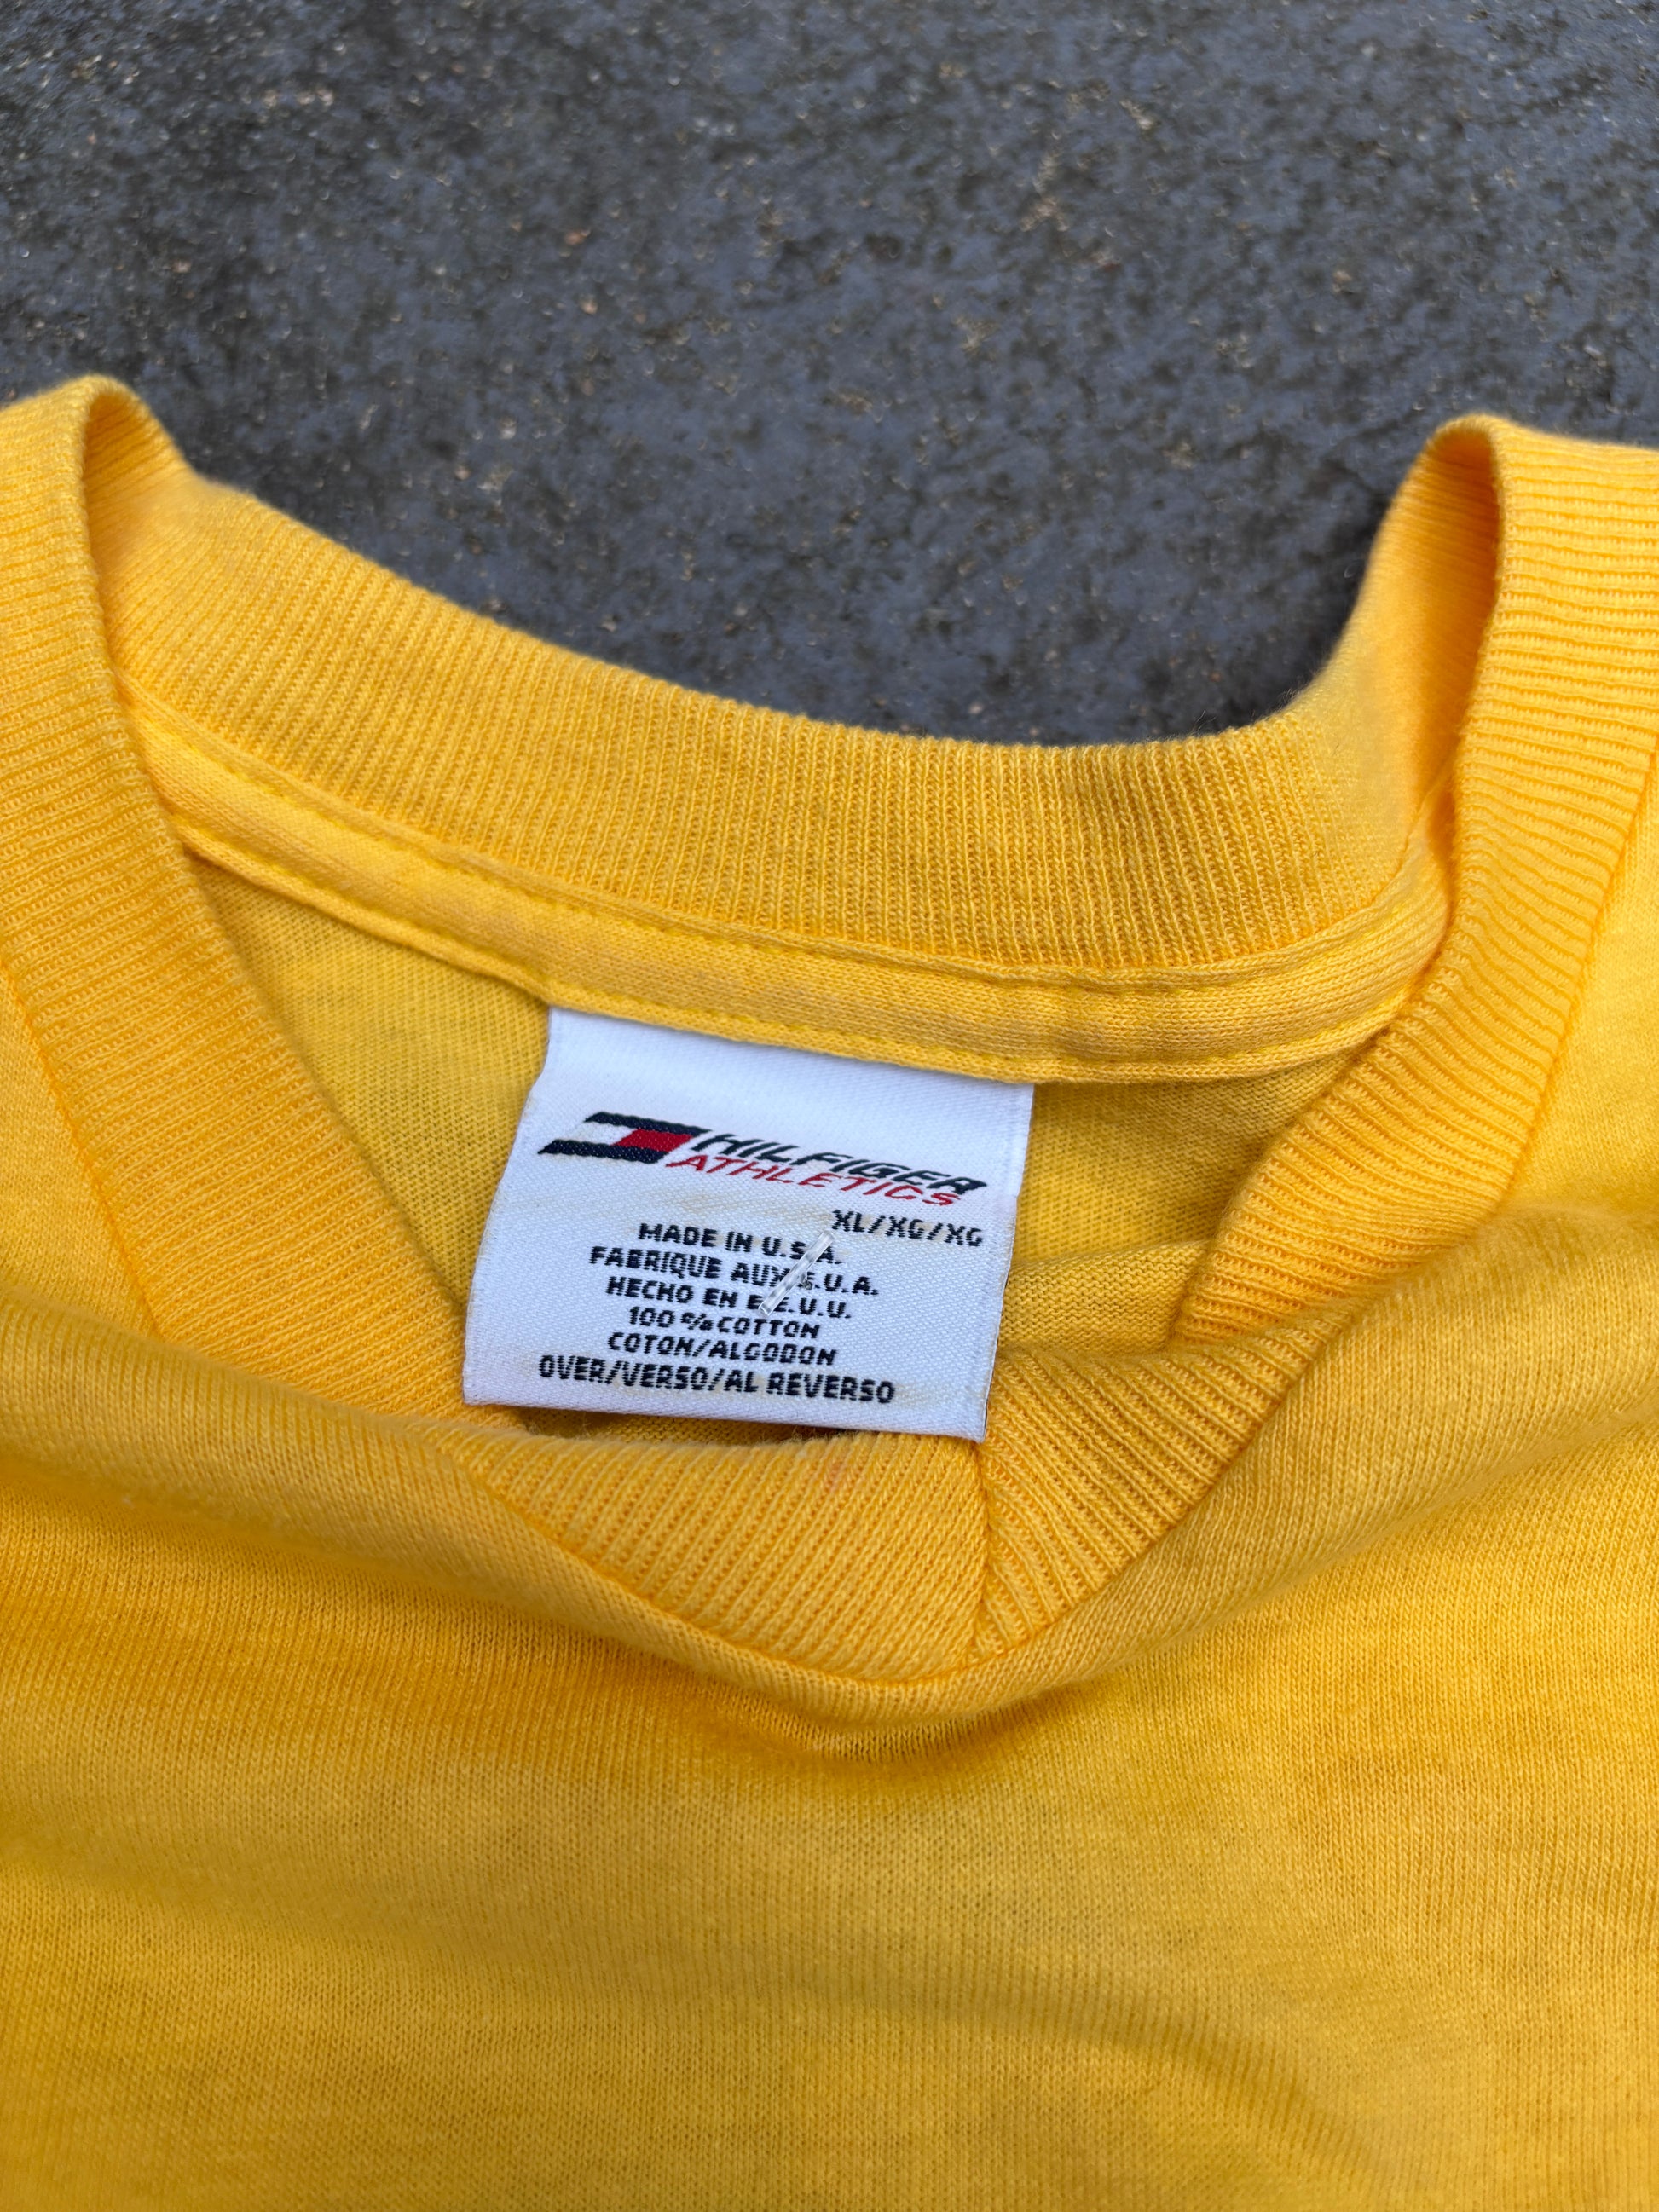 HILFIGER
ATHLETICS
XL/XG/XG
MADE IN U.S.A.
FABRIQUE AUX E.U.A.
HECHO EN E.E.U.U.
100% COTTON
COTON/ALGODON
OVER/VERSO/AL REVERSO